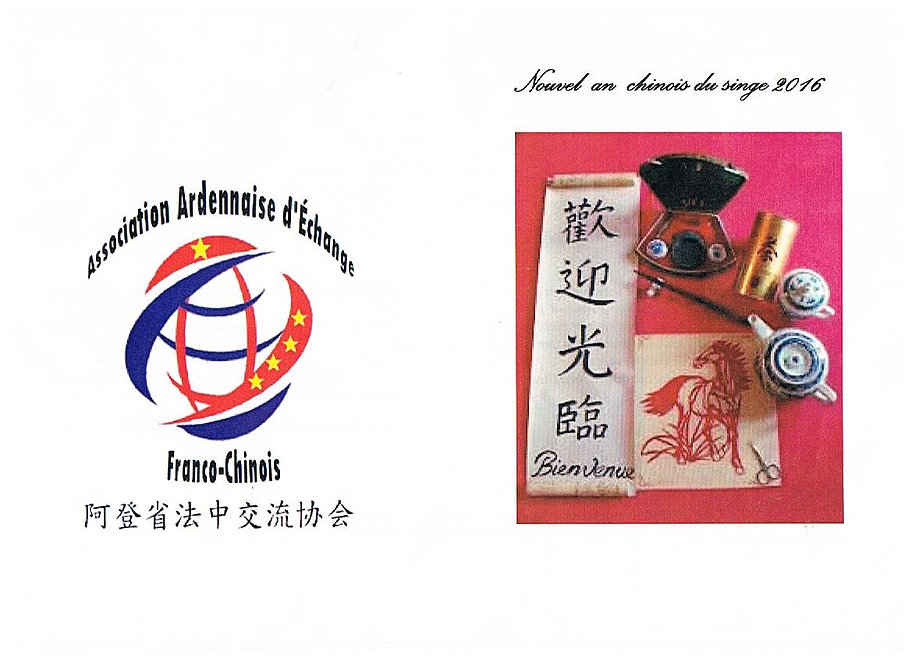 Association Ardennaise d'Échange
Franco-Chinois
阿登省法中交流协会
Nouvel an chinois du singe 2016
歡迎光臨
Bienvenue
茶